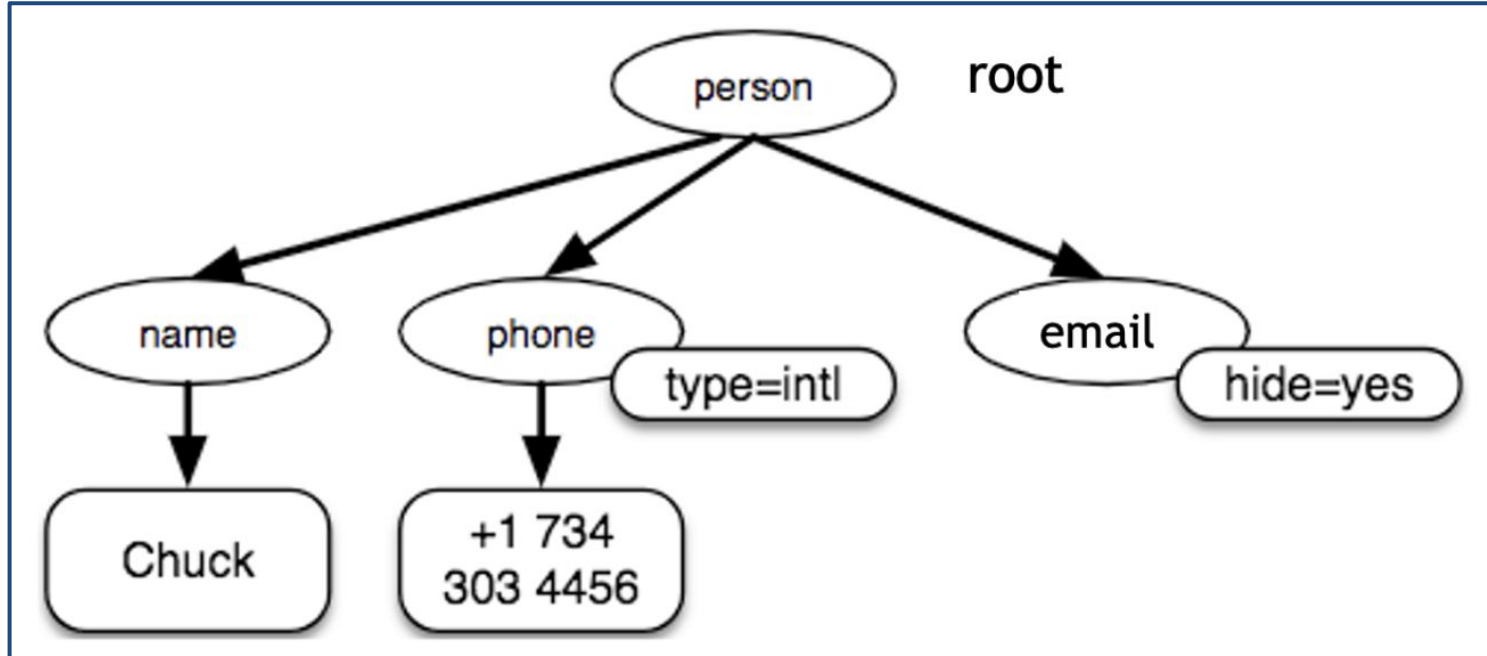 person
root
name
phone
email
type=intl
hide=yes
Chuck
+1 734
303 4456